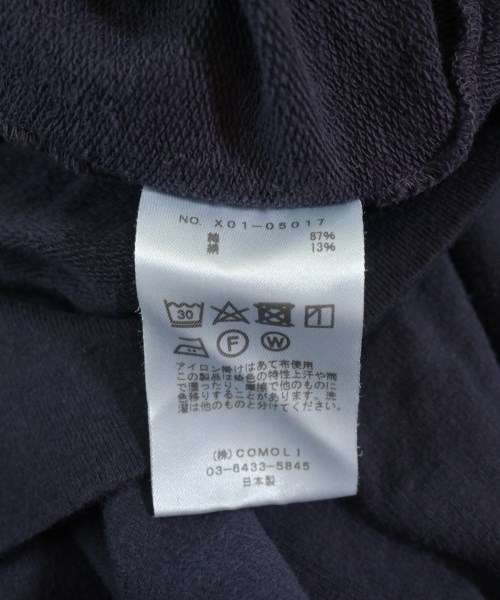 NO. X01-05017
綿 87%
絹 13%
30
F W
アイロン掛けはあて布使用
この製品は染色の特性上汗や雨
で湿ったり、摩擦で他のものに
色移りすることがあります。洗
濯は他のものと分けてください。
(株) COMOLI
03-6433-5845
日本製